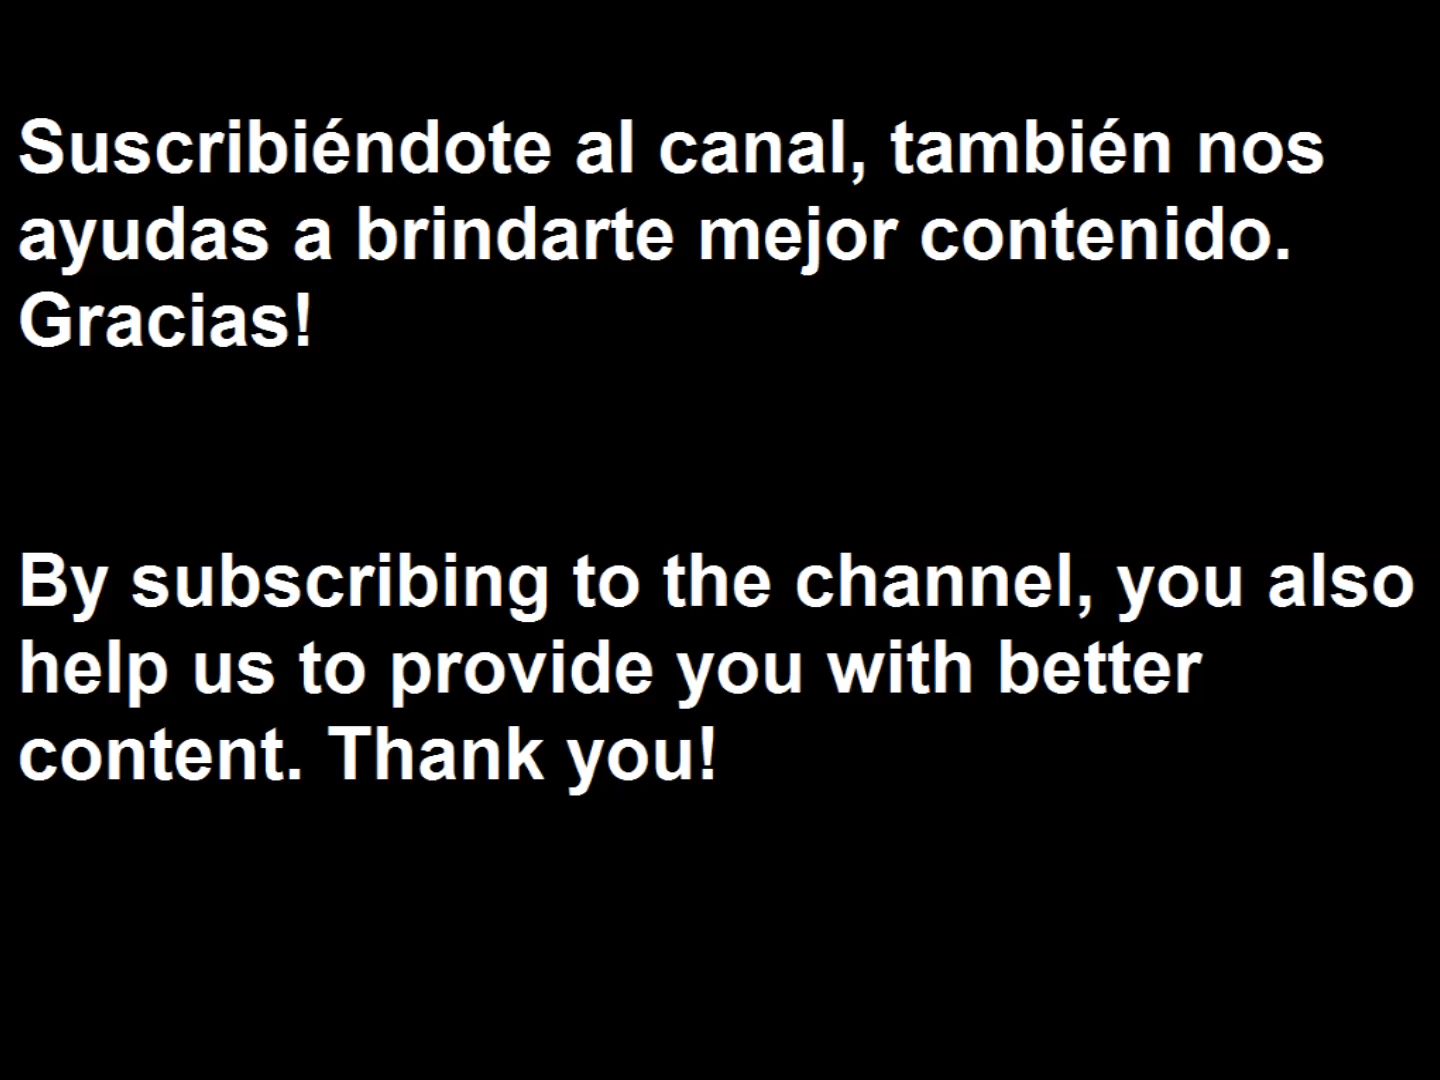 Suscribiéndote al canal, también nos
ayudas a brindarte mejor contenido.
Gracias!
By subscribing to the channel, you also
help us to provide you with better
content. Thank you!